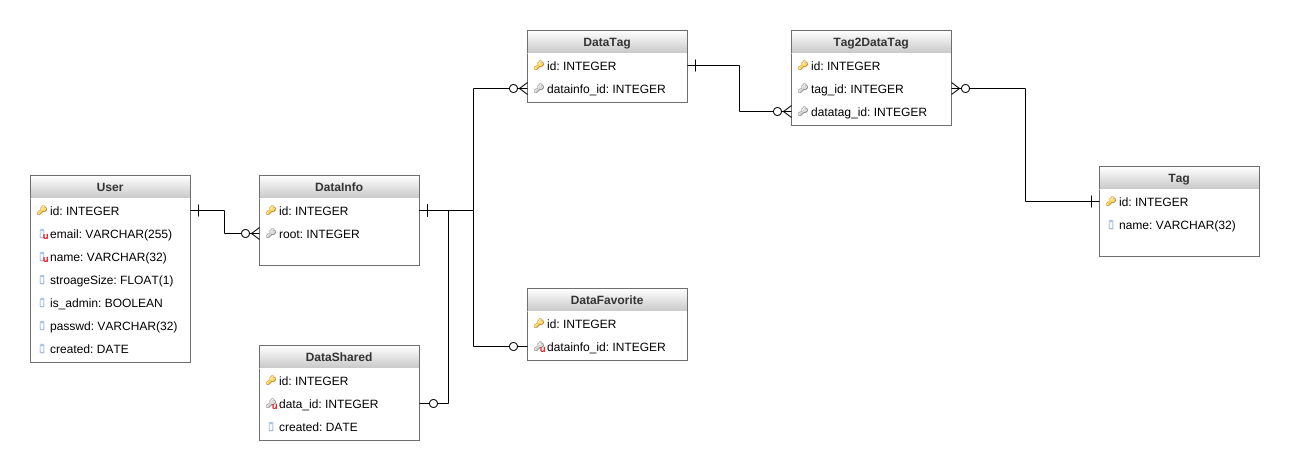 DataTag
id: INTEGER
datainfo_id: INTEGER
Tag2DataTag
id: INTEGER
tag_id: INTEGER
datatag_id: INTEGER
User
id: INTEGER
email: VARCHAR(255)
name: VARCHAR(32)
stroageSize: FLOAT(1)
is_admin: BOOLEAN
passwd: VARCHAR(32)
created: DATE
DataInfo
id: INTEGER
root: INTEGER
Tag
id: INTEGER
name: VARCHAR(32)
DataFavorite
id: INTEGER
datainfo_id: INTEGER
DataShared
id: INTEGER
data_id: INTEGER
created: DATE